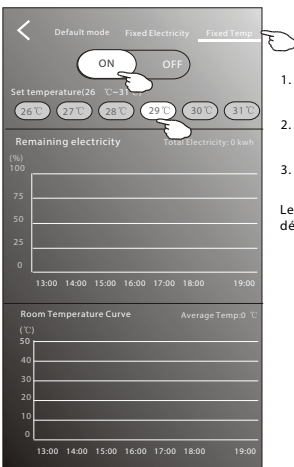 Default mode Fixed Electricity Fixed Temp
ON OFF
1.
Set temperature(26 ℃~31℃)
26℃ 27℃ 28℃ 29℃ 30℃ 31℃
2.
Remaining electricity Total Electricity: 0 kwh
(%)
100
3.
75
Le
dé
50
25
0
13:00 14:00 15:00 16:00 17:00 18:00 19:00
Room Temperature Curve Average Temp:0 ℃
(℃)
50
40
30
20
10
0
13:00 14:00 15:00 16:00 17:00 18:00 19:00